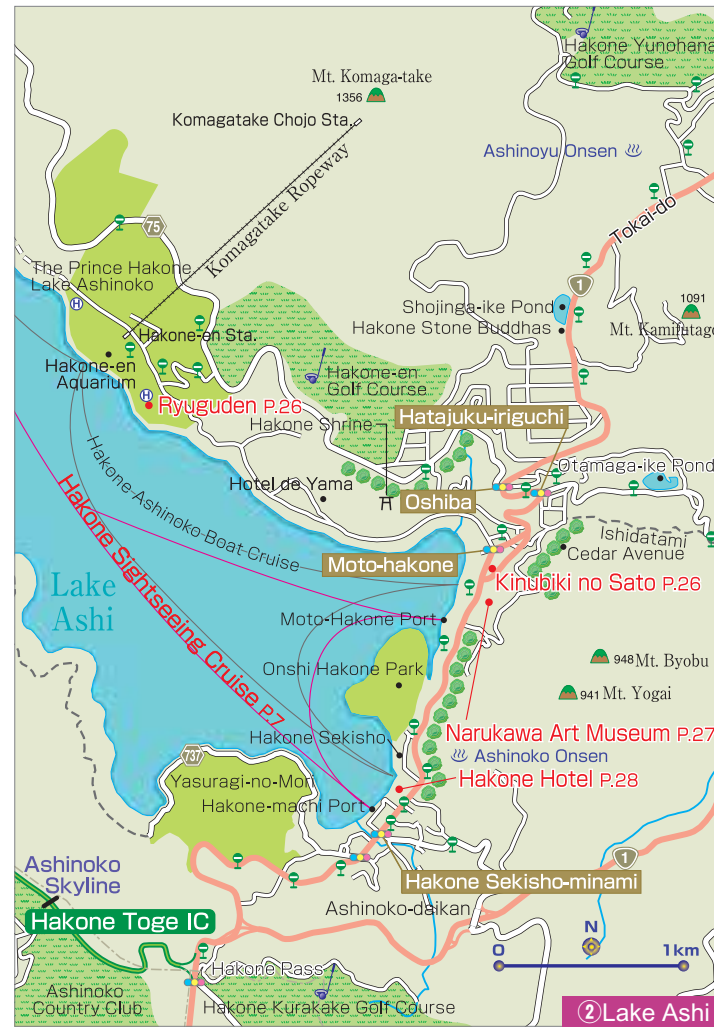 Hakone Yunohana
Golf Course
Mt. Komaga-take
1356
Komagatake Chojo Sta.
Ashinoyu Onsen
Komagatake Ropeway
Tokai-do
75
1
The Prince Hakone
Lake Ashinoko
Shojinga-ike Pond
Hakone Stone Buddhas
1091
Mt. Kamifutago
Hakone-en Sta.
Hakone-en
Aquarium
Hakone-en
Golf Course
H
H
Ryuguden P.26
Hatajuku-iriguchi
Hakone Shrine
Otamaga-ike Pond
Hotel de Yama
Oshiba
Hakone-Ashinoko Boat Cruise
Ishidatami
Cedar Avenue
Moto-hakone
Kinubiki no Sato P.26
Hakone Sightseeing Cruise P.7
Lake
Ashi
Moto-Hakone Port
Onshi Hakone Park
948 Mt. Byobu
941 Mt. Yogai
Narukawa Art Museum P.27
Hakone Sekisho
Ashinoko Onsen
737
Hakone Hotel P.28
Yasuragi-no-Mori
Hakone-machi Port
1
Ashinoko
Skyline
Hakone Sekisho-minami
Ashinoko-daikan
Hakone Toge IC
N
0 1km
Hakone Pass
Ashinoko
Country Club
Hakone Kurakake Golf Course
②Lake Ashi